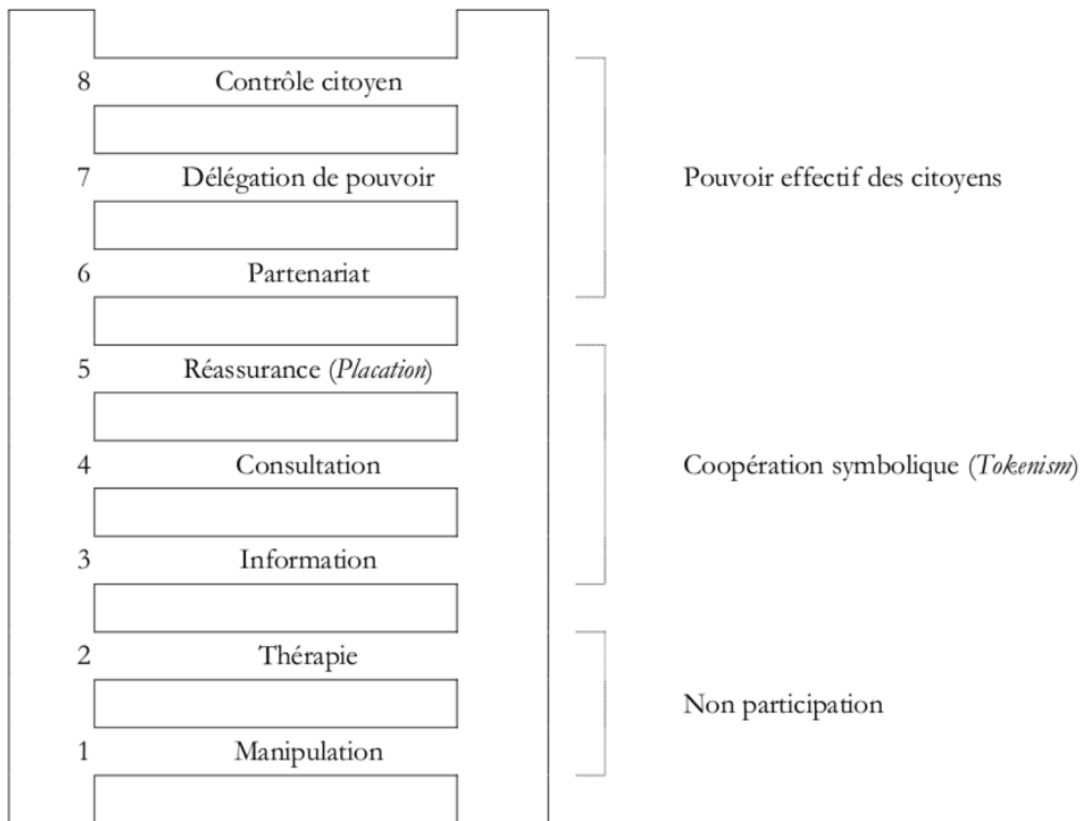 8 Contrôle citoyen
7 Délégation de pouvoir
Pouvoir effectif des citoyens
6 Partenariat
5 Réassurance (Placation)
4 Consultation
Coopération symbolique (Tokenism)
3 Information
2 Thérapie
Non participation
1 Manipulation